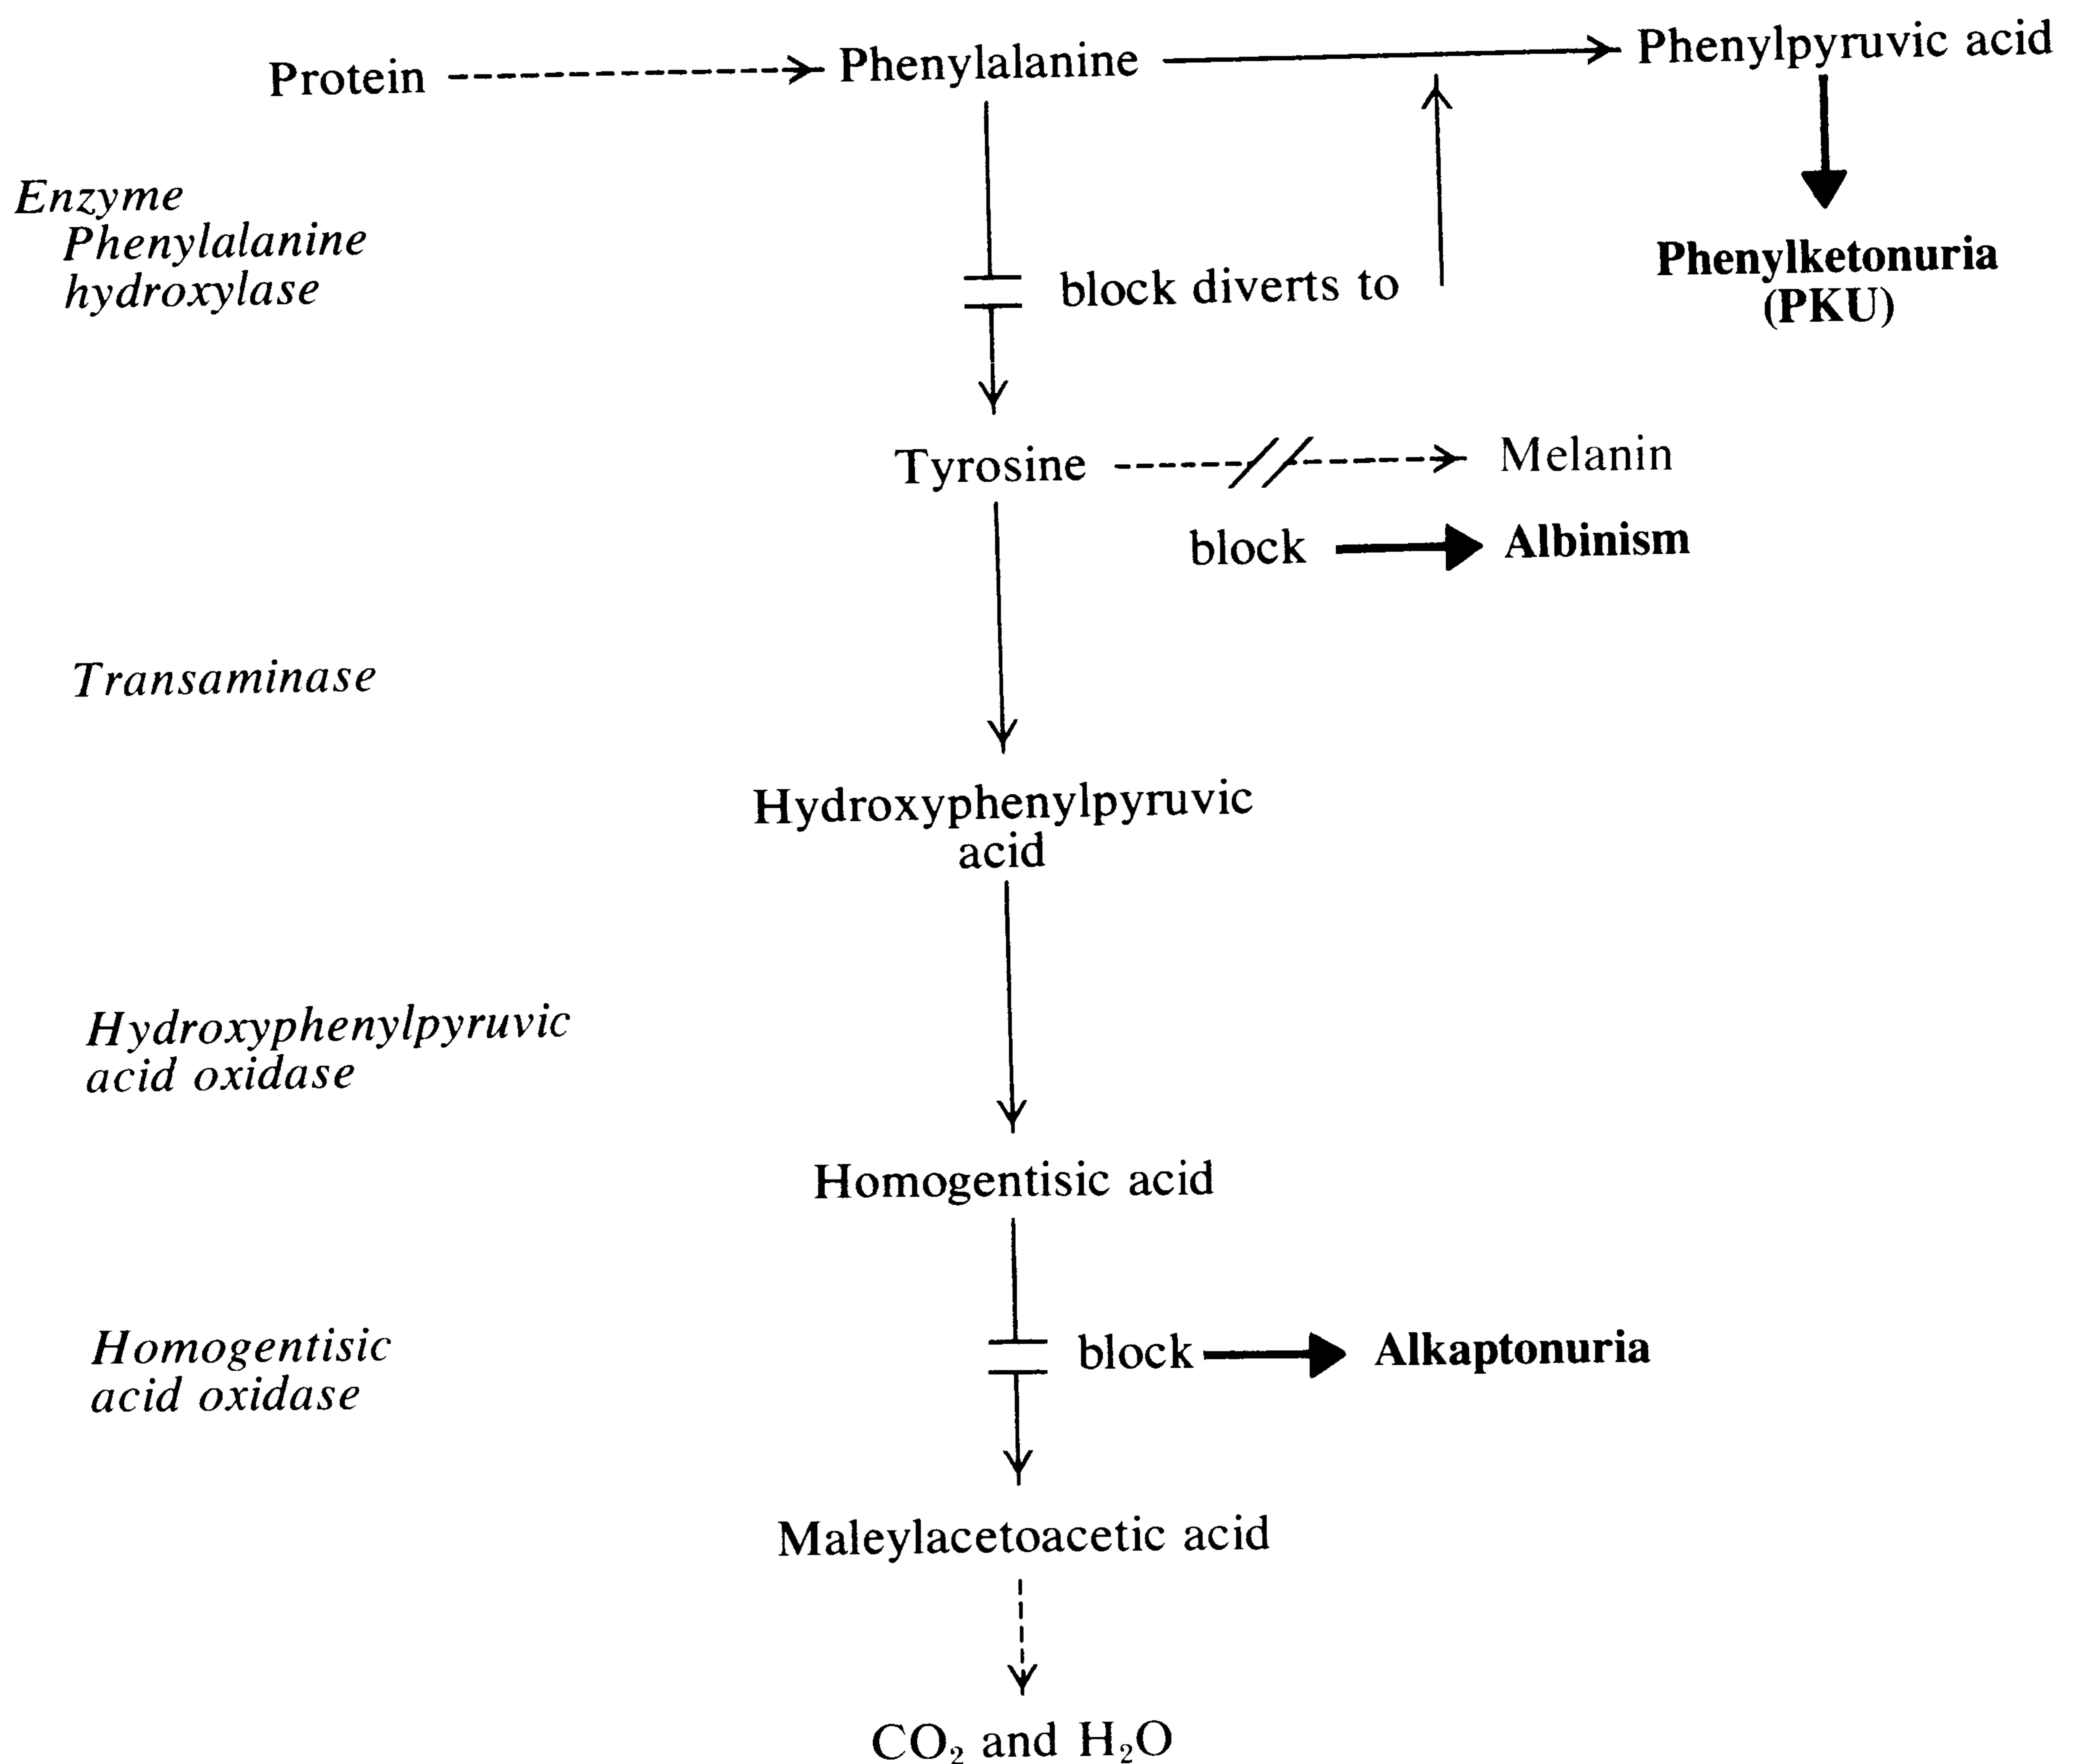 Protein
Phenylalanine
Phenylpyruvic acid
Enzyme
Phenylalanine
hydroxylase
block diverts to
Phenylketonuria
(PKU)
Tyrosine
Melanin
block
Albinism
Transaminase
Hydroxyphenylpyruvic
acid
Hydroxyphenylpyruvic
acid oxidase
Homogentisic acid
Homogentisic
acid oxidase
block
Alkaptonuria
Maleylacetoacetic acid
CO₂ and H₂O